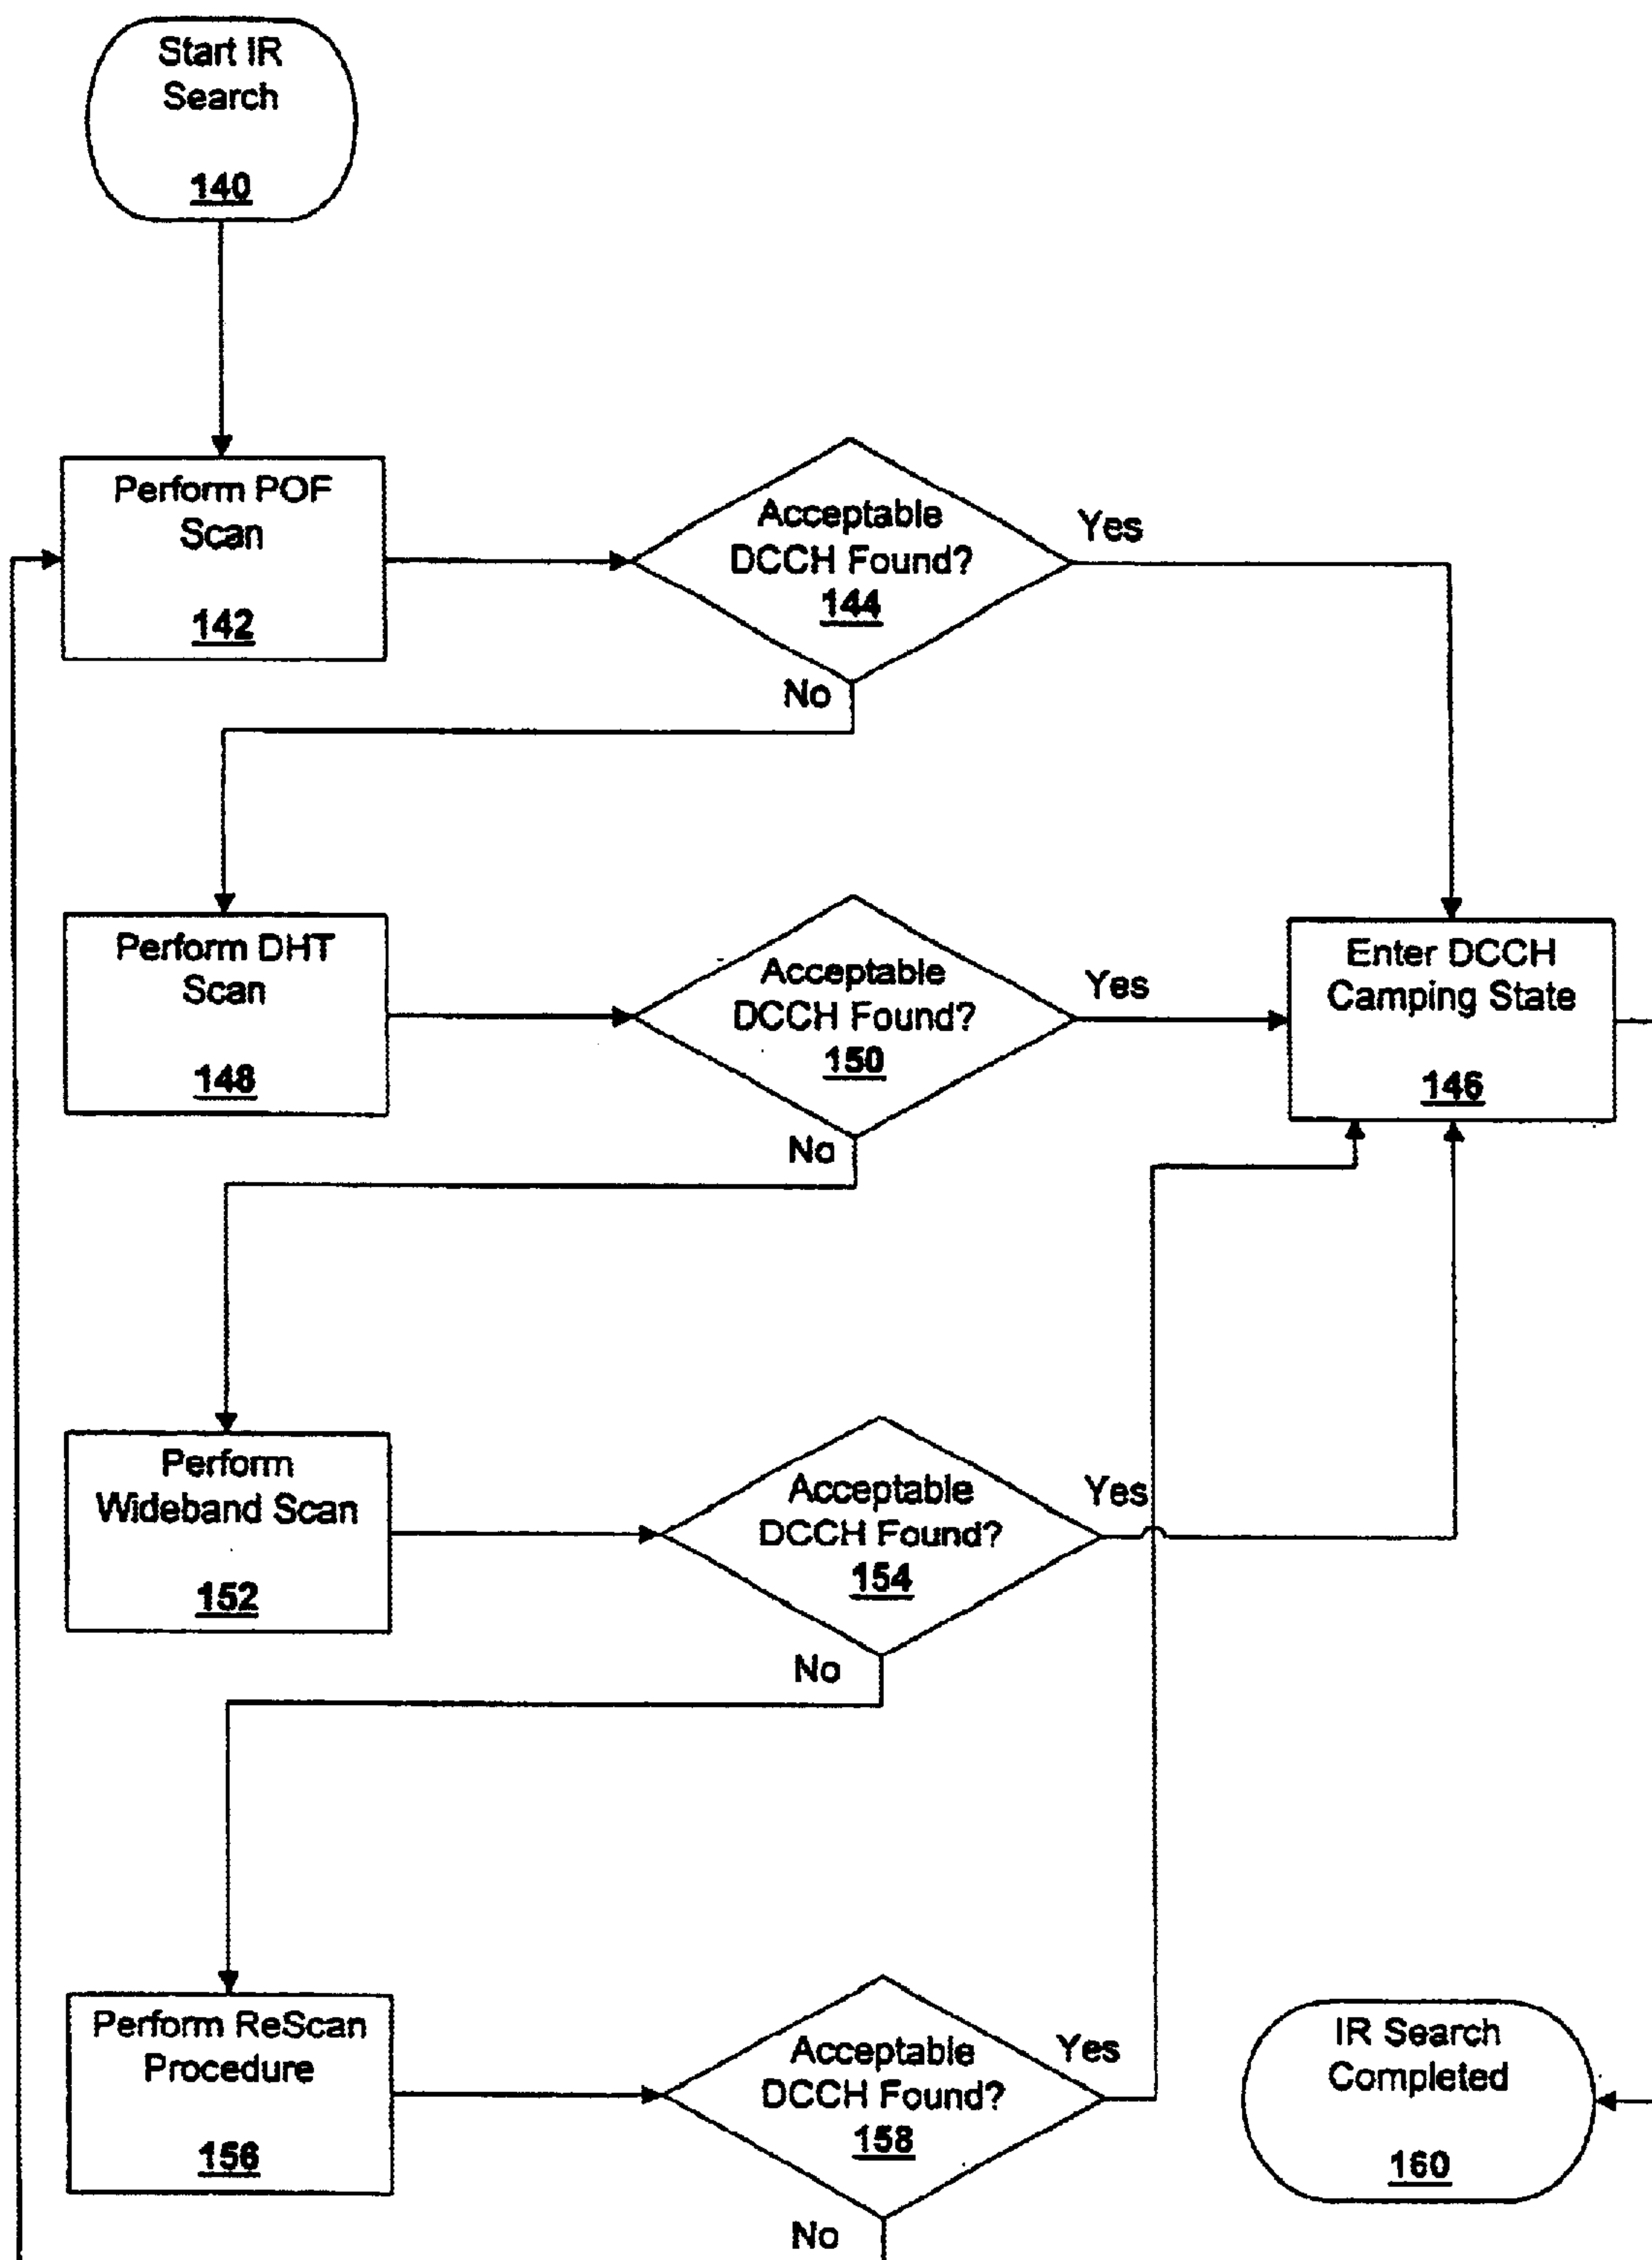 Start IR
Search
140
Perform POF
Scan
142
Acceptable
DCCH Found?
144
Yes
No
Perform DHT
Scan
148
Acceptable
DCCH Found?
150
Yes
No
Enter DCCH
Camping State
146
Perform
Wideband Scan
152
Acceptable
DCCH Found?
154
Yes
No
Perform ReScan
Procedure
156
Acceptable
DCCH Found?
158
Yes
No
IR Search
Completed
160